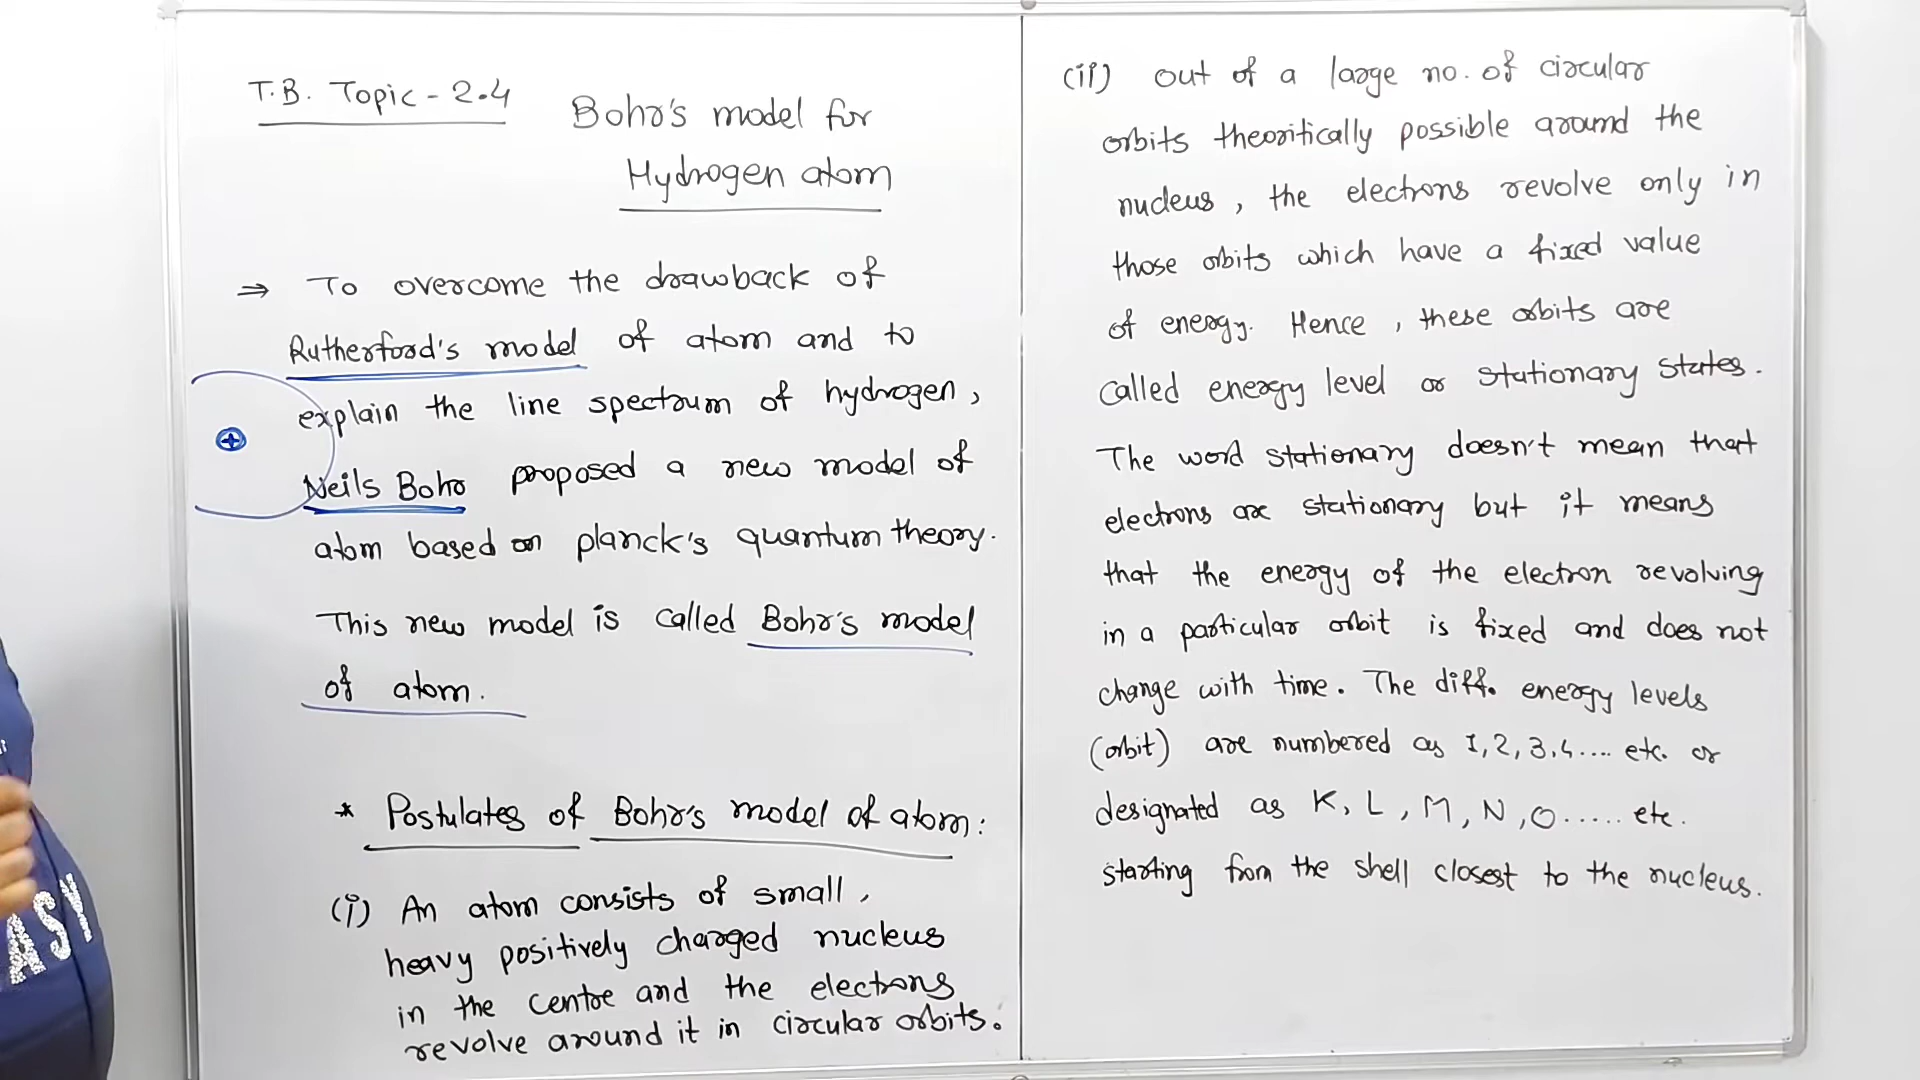 T.B. Topic - 2.4
Bohr's model for
Hydrogen atom
⇒ To overcome the drawback of
Rutherford's model of atom and to
explain the line spectrum of hydrogen,
Neils Bohr proposed a new model of
atom based on planck's quantum theory.
This new model is called Bohr's model
of atom.
* Postulates of Bohr's model of atom:
(i) An atom consists of small,
heavy positively charged nucleus
in the centre and the electrons
revolve around it in circular orbits.
(ii) out of a large no. of circular
orbits theoritically possible around the
nucleus, the electrons revolve only in
those orbits which have a fixed value
of energy. Hence, these orbits are
called energy level or stationary states.
The word stationary doesn't mean that
electrons are stationary but it means
that the energy of the electron revolving
in a particular orbit is fixed and does not
change with time. The diff. energy levels
(orbit) are numbered as 1,2,3,4.... etc. or
designated as K, L, M, N, O..... etc.
starting from the shell closest to the nucleus.
+
ASY